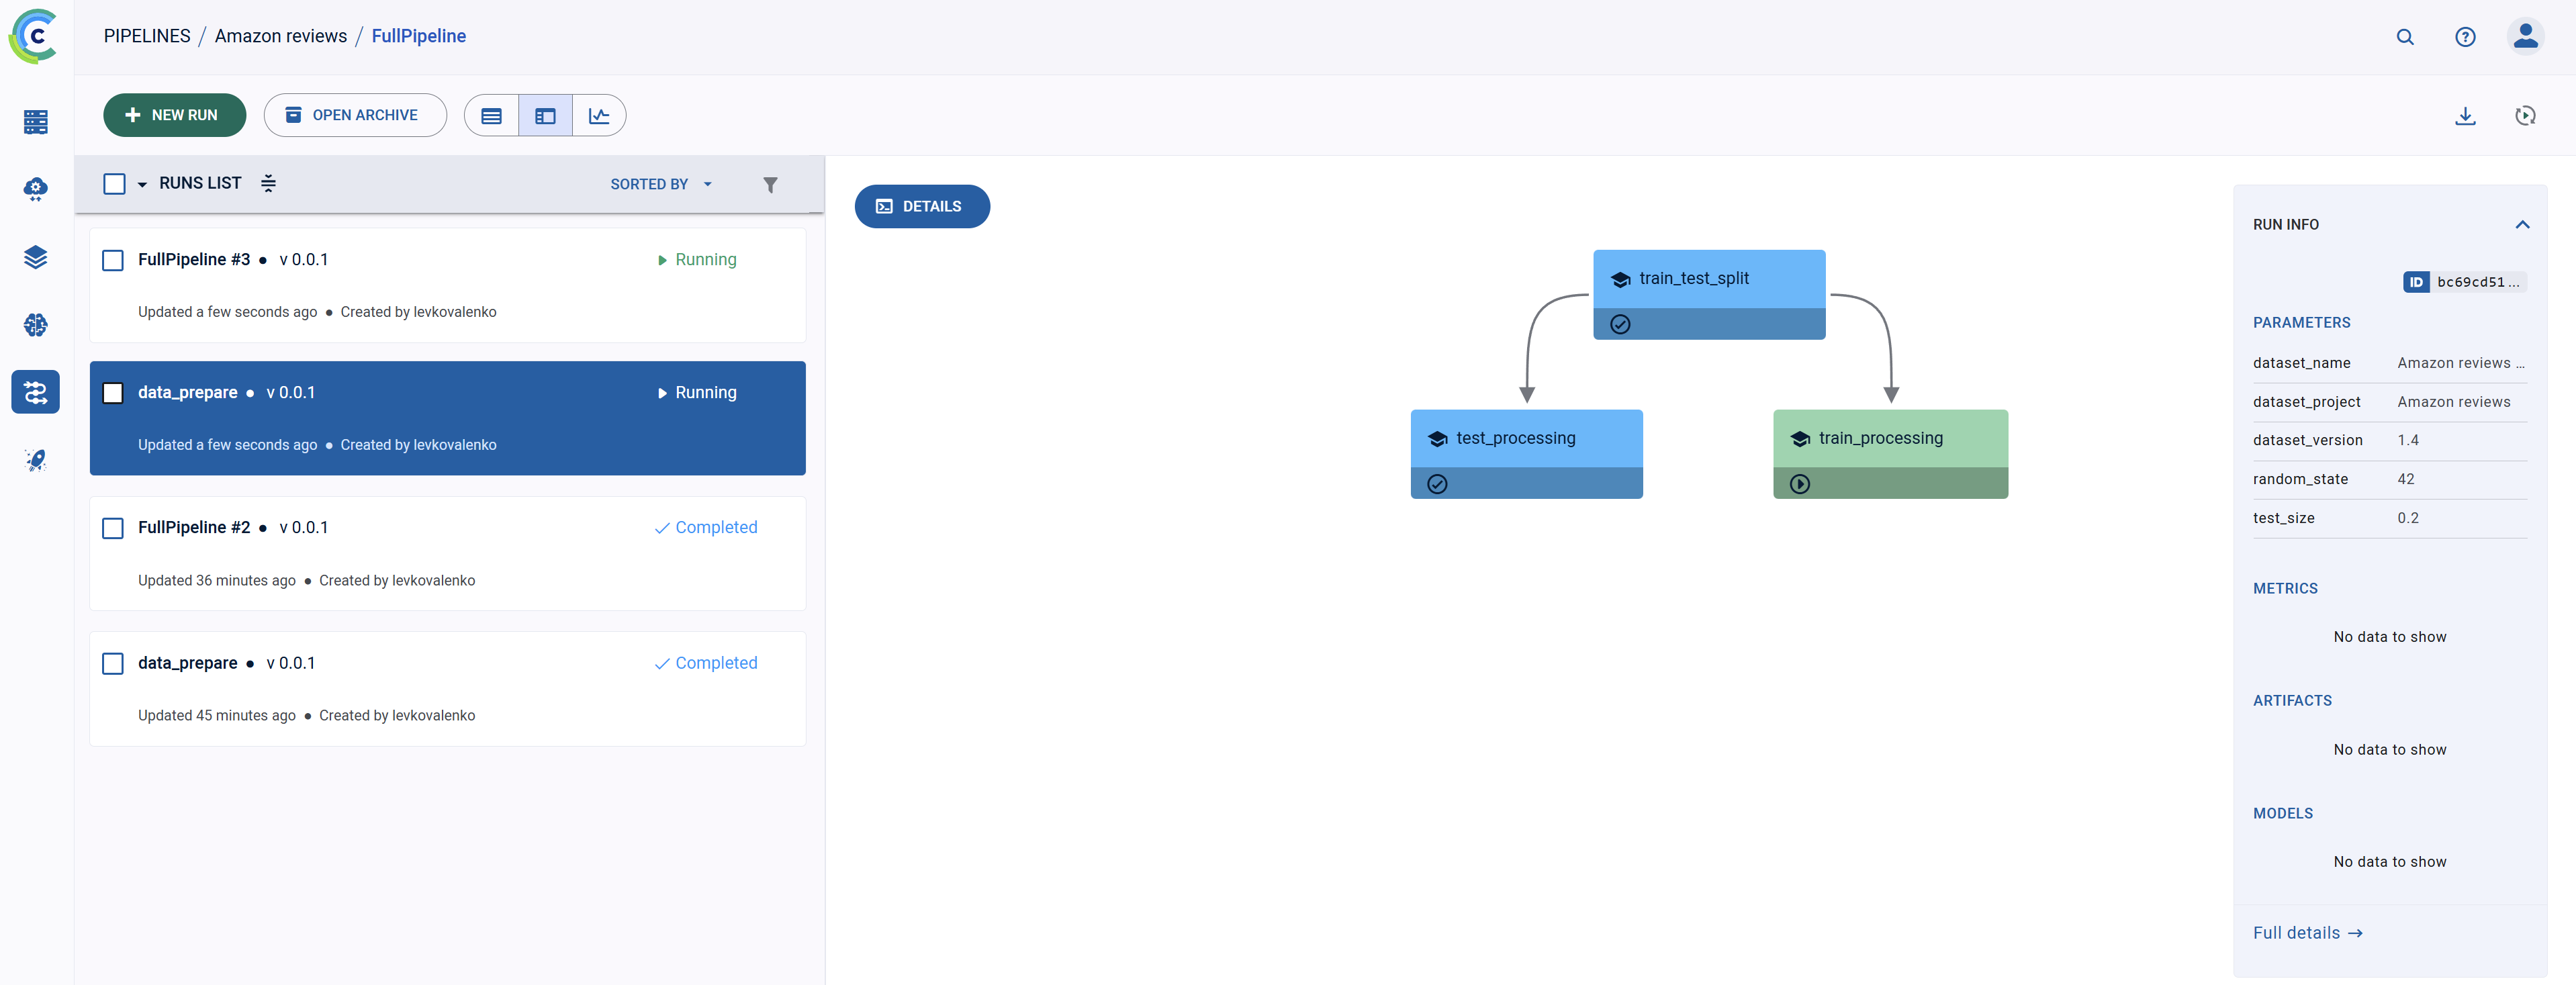 PIPELINES / Amazon reviews / FullPipeline
NEW RUN
OPEN ARCHIVE
RUNS LIST
SORTED BY
FullPipeline #3 ● v 0.0.1
Running
Updated a few seconds ago ● Created by levkovalenko
data_prepare ● v 0.0.1
Running
Updated a few seconds ago ● Created by levkovalenko
FullPipeline #2 ● v 0.0.1
Completed
Updated 36 minutes ago ● Created by levkovalenko
data_prepare ● v 0.0.1
Completed
Updated 45 minutes ago ● Created by levkovalenko
DETAILS
train_test_split
test_processing
train_processing
RUN INFO
ID bc69cd51...
PARAMETERS
dataset_name Amazon reviews ...
dataset_project Amazon reviews
dataset_version 1.4
random_state 42
test_size 0.2
METRICS
No data to show
ARTIFACTS
No data to show
MODELS
No data to show
Full details →